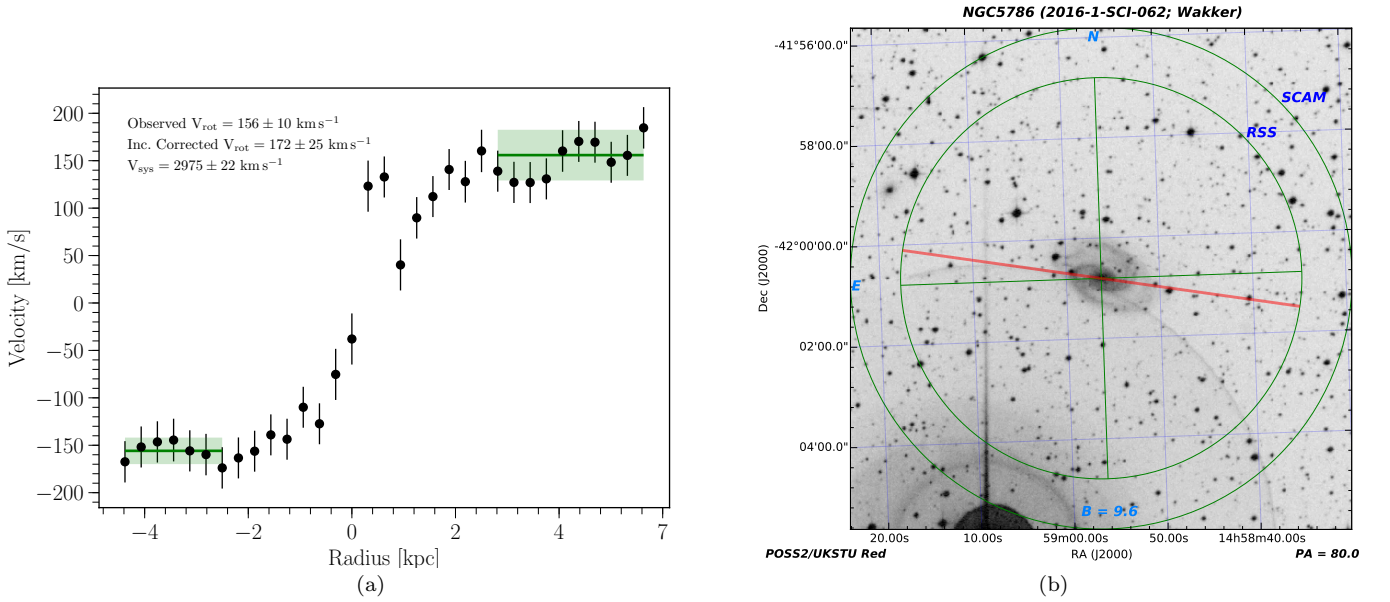 NGC5786 (2016-1-SCI-062; Wakker)
Observed V_rot = 156 ± 10 km s⁻¹
Inc. Corrected V_rot = 172 ± 25 km s⁻¹
V_sys = 2975 ± 22 km s⁻¹
200
150
100
50
0
−50
−100
−150
−200
Velocity [km/s]
−4
−2
0
2
4
7
Radius [kpc]
(a)
N
SCAM
RSS
E
B = 9.6
-41°56'00.0"
58'00.0"
-42°00'00.0"
02'00.0"
04'00.0"
Dec (J2000)
20.00s
10.00s
59m00.00s
50.00s
14h58m40.00s
POSS2/UKSTU Red
RA (J2000)
PA = 80.0
(b)